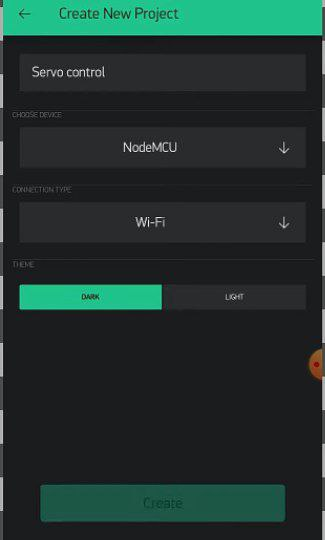 Create New Project
Servo control
CHOOSE DEVICE
NodeMCU
CONNECTION TYPE
Wi-Fi
THEME
DARK
LIGHT
Create